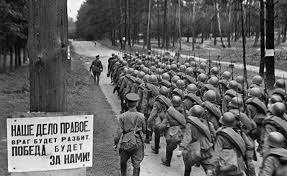 НАШЕ ДЕЛО ПРАВОЕ.
ВРАГ БУДЕТ РАЗБИТ.
ПОБЕДА БУДЕТ
ЗА НАМИ!